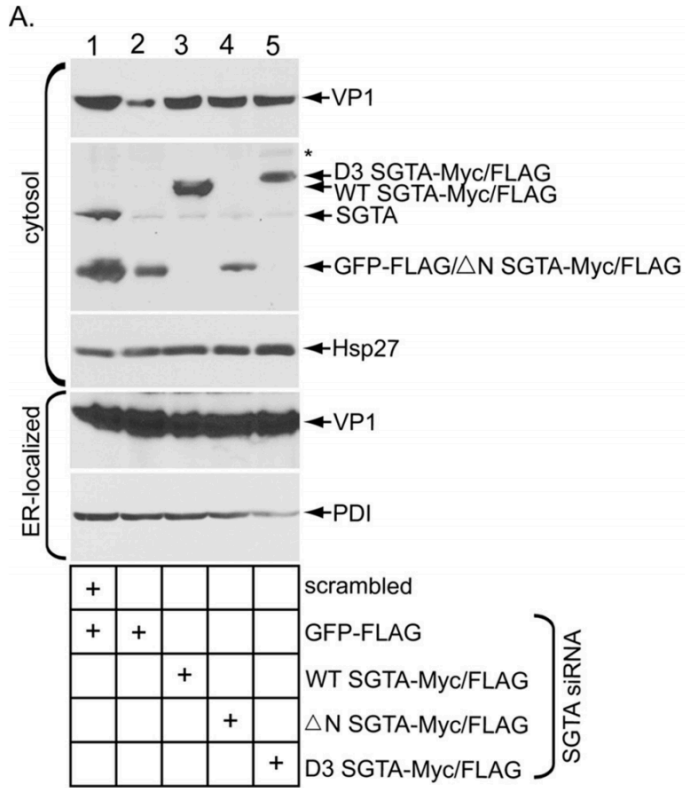 A.
1 2 3 4 5
cytosol
VP1
*
D3 SGTA-Myc/FLAG
WT SGTA-Myc/FLAG
SGTA
GFP-FLAG/△N SGTA-Myc/FLAG
Hsp27
ER-localized
VP1
PDI
+ scrambled
+ + GFP-FLAG
+ WT SGTA-Myc/FLAG
+ △N SGTA-Myc/FLAG
+ D3 SGTA-Myc/FLAG
SGTA siRNA